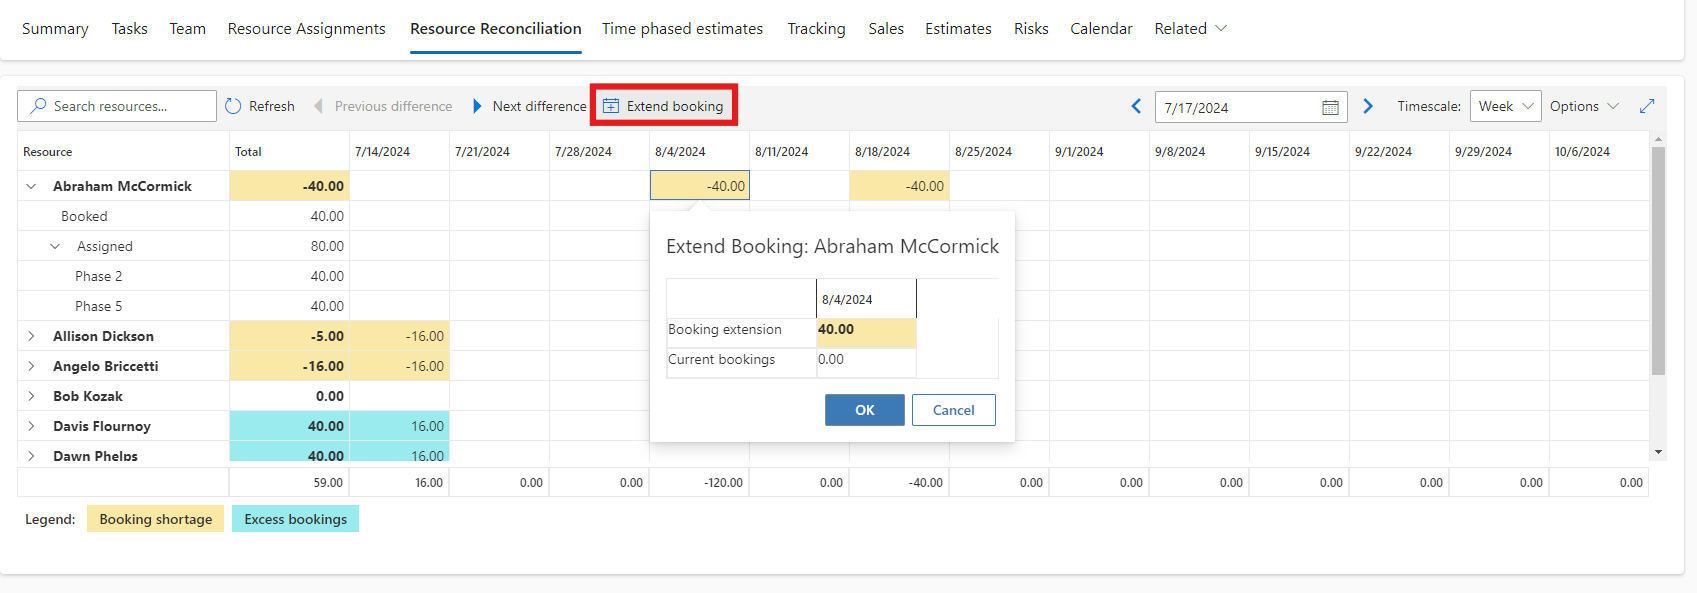 Summary Tasks Team Resource Assignments Resource Reconciliation Time phased estimates Tracking Sales Estimates Risks Calendar Related
Search resources... Refresh Previous difference Next difference Extend booking 7/17/2024 Timescale: Week Options
Resource Total 7/14/2024 7/21/2024 7/28/2024 8/4/2024 8/11/2024 8/18/2024 8/25/2024 9/1/2024 9/8/2024 9/15/2024 9/22/2024 9/29/2024 10/6/2024
Abraham McCormick -40.00 -40.00 -40.00
Booked 40.00
Assigned 80.00
Phase 2 40.00
Phase 5 40.00
Allison Dickson -5.00 -16.00
Angelo Briccetti -16.00 -16.00
Bob Kozak 0.00
Davis Flournoy 40.00 16.00
Dawn Phelps 40.00 16.00
59.00 16.00 0.00 0.00 -120.00 0.00 -40.00 0.00 0.00 0.00 0.00 0.00 0.00 0.00
Extend Booking: Abraham McCormick
8/4/2024
Booking extension 40.00
Current bookings 0.00
OK Cancel
Legend: Booking shortage Excess bookings